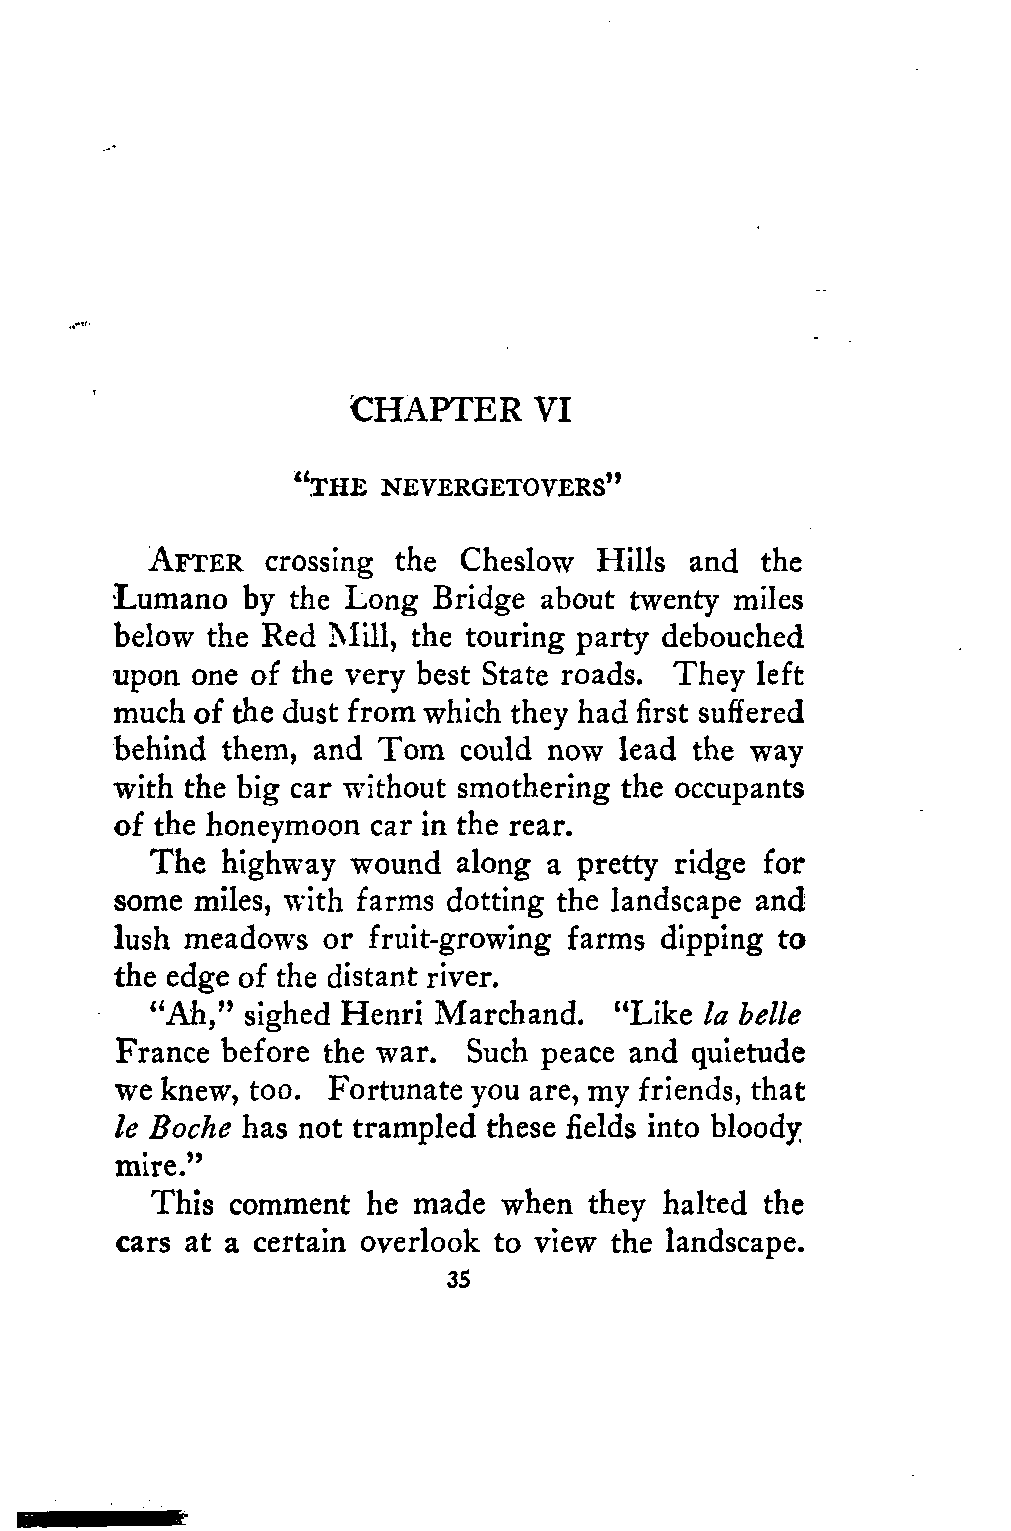 CHAPTER VI
“THE NEVERGETOVERS”
AFTER crossing the Cheslow Hills and the
Lumano by the Long Bridge about twenty miles
below the Red Mill, the touring party debouched
upon one of the very best State roads. They left
much of the dust from which they had first suffered
behind them, and Tom could now lead the way
with the big car without smothering the occupants
of the honeymoon car in the rear.
The highway wound along a pretty ridge for
some miles, with farms dotting the landscape and
lush meadows or fruit-growing farms dipping to
the edge of the distant river.
“Ah,” sighed Henri Marchand. “Like la belle
France before the war. Such peace and quietude
we knew, too. Fortunate you are, my friends, that
le Boche has not trampled these fields into bloody
mire.”
This comment he made when they halted the
cars at a certain overlook to view the landscape.
35